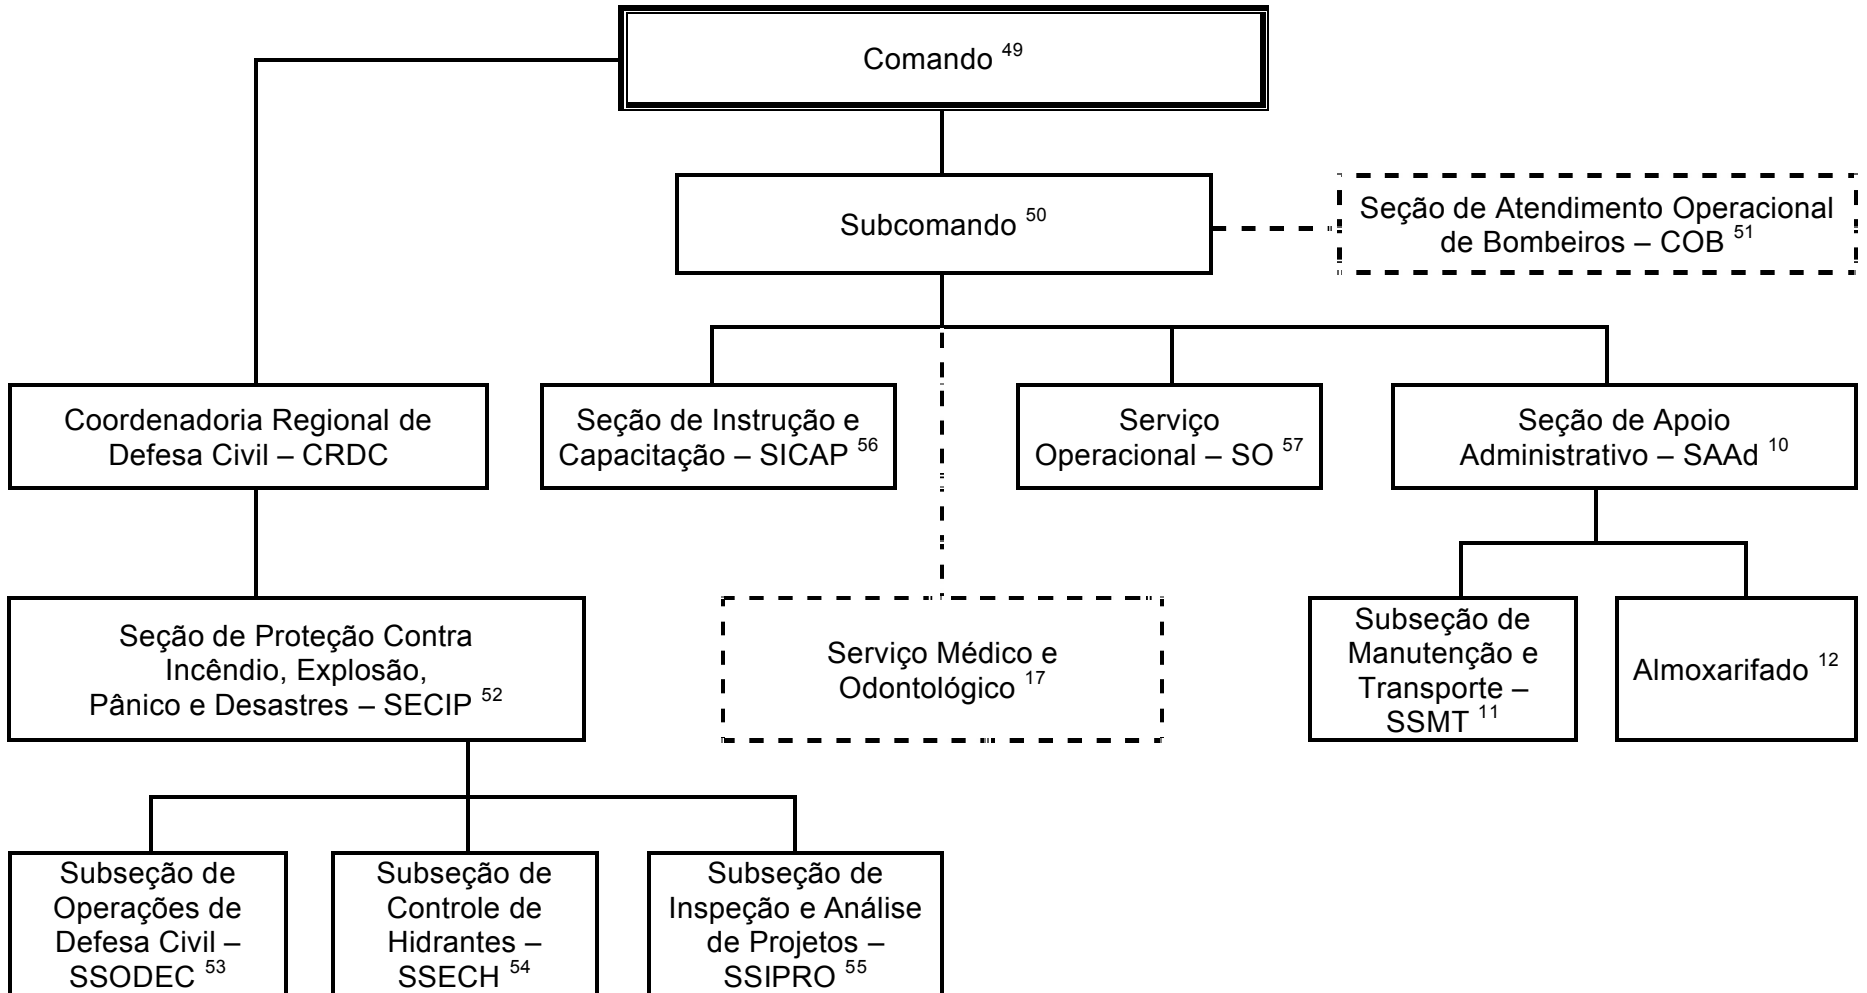 Comando 49
Subcomando 50
Seção de Atendimento Operacional
de Bombeiros – COB 51
Coordenadoria Regional de
Defesa Civil – CRDC
Seção de Instrução e
Capacitação – SICAP 56
Serviço
Operacional – SO 57
Seção de Apoio
Administrativo – SAAd 10
Seção de Proteção Contra
Incêndio, Explosão,
Pânico e Desastres – SECIP 52
Serviço Médico e
Odontológico 17
Subseção de
Manutenção e
Transporte –
SSMT 11
Almoxarifado 12
Subseção de
Operações de
Defesa Civil –
SSODEC 53
Subseção de
Controle de
Hidrantes –
SSECH 54
Subseção de
Inspeção e Análise
de Projetos –
SSIPRO 55